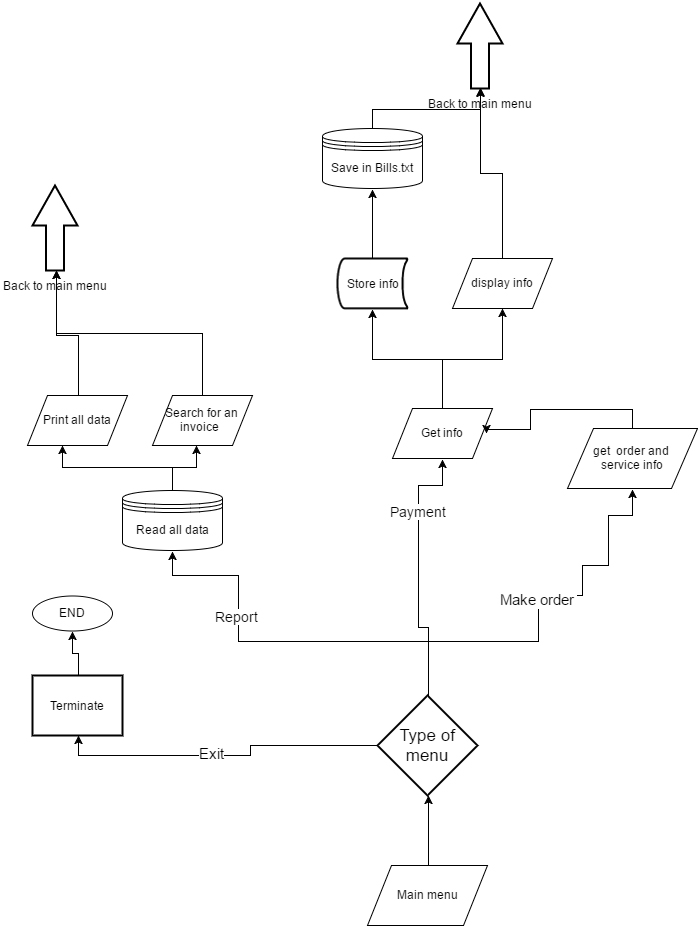 Back to main menu
Save in Bills.txt
Back to main menu
Store info
display info
Print all data
Search for an
invoice
Get info
get order and
service info
Read all data
Payment
Make order
END
Report
Terminate
Type of
menu
Exit
Main menu